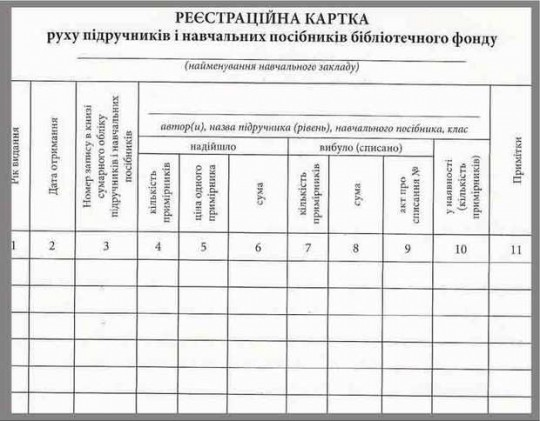 РЕЄСТРАЦІЙНА КАРТКА
руху підручників і навчальних посібників бібліотечного фонду
(найменування навчального закладу)
Рік видання
Дата отримання
Номер запису в книзі
сумарного обліку
підручників і навчальних
посібників
автор(и), назва підручника (рівень), навчального посібника, клас
надійшло
кількість
примірників
ціна одного
примірника
сума
вибуло (списано)
кількість
примірників
сума
акт про
списання №
у наявності
(кількість
примірників)
Примітки
1 2 3 4 5 6 7 8 9 10 11